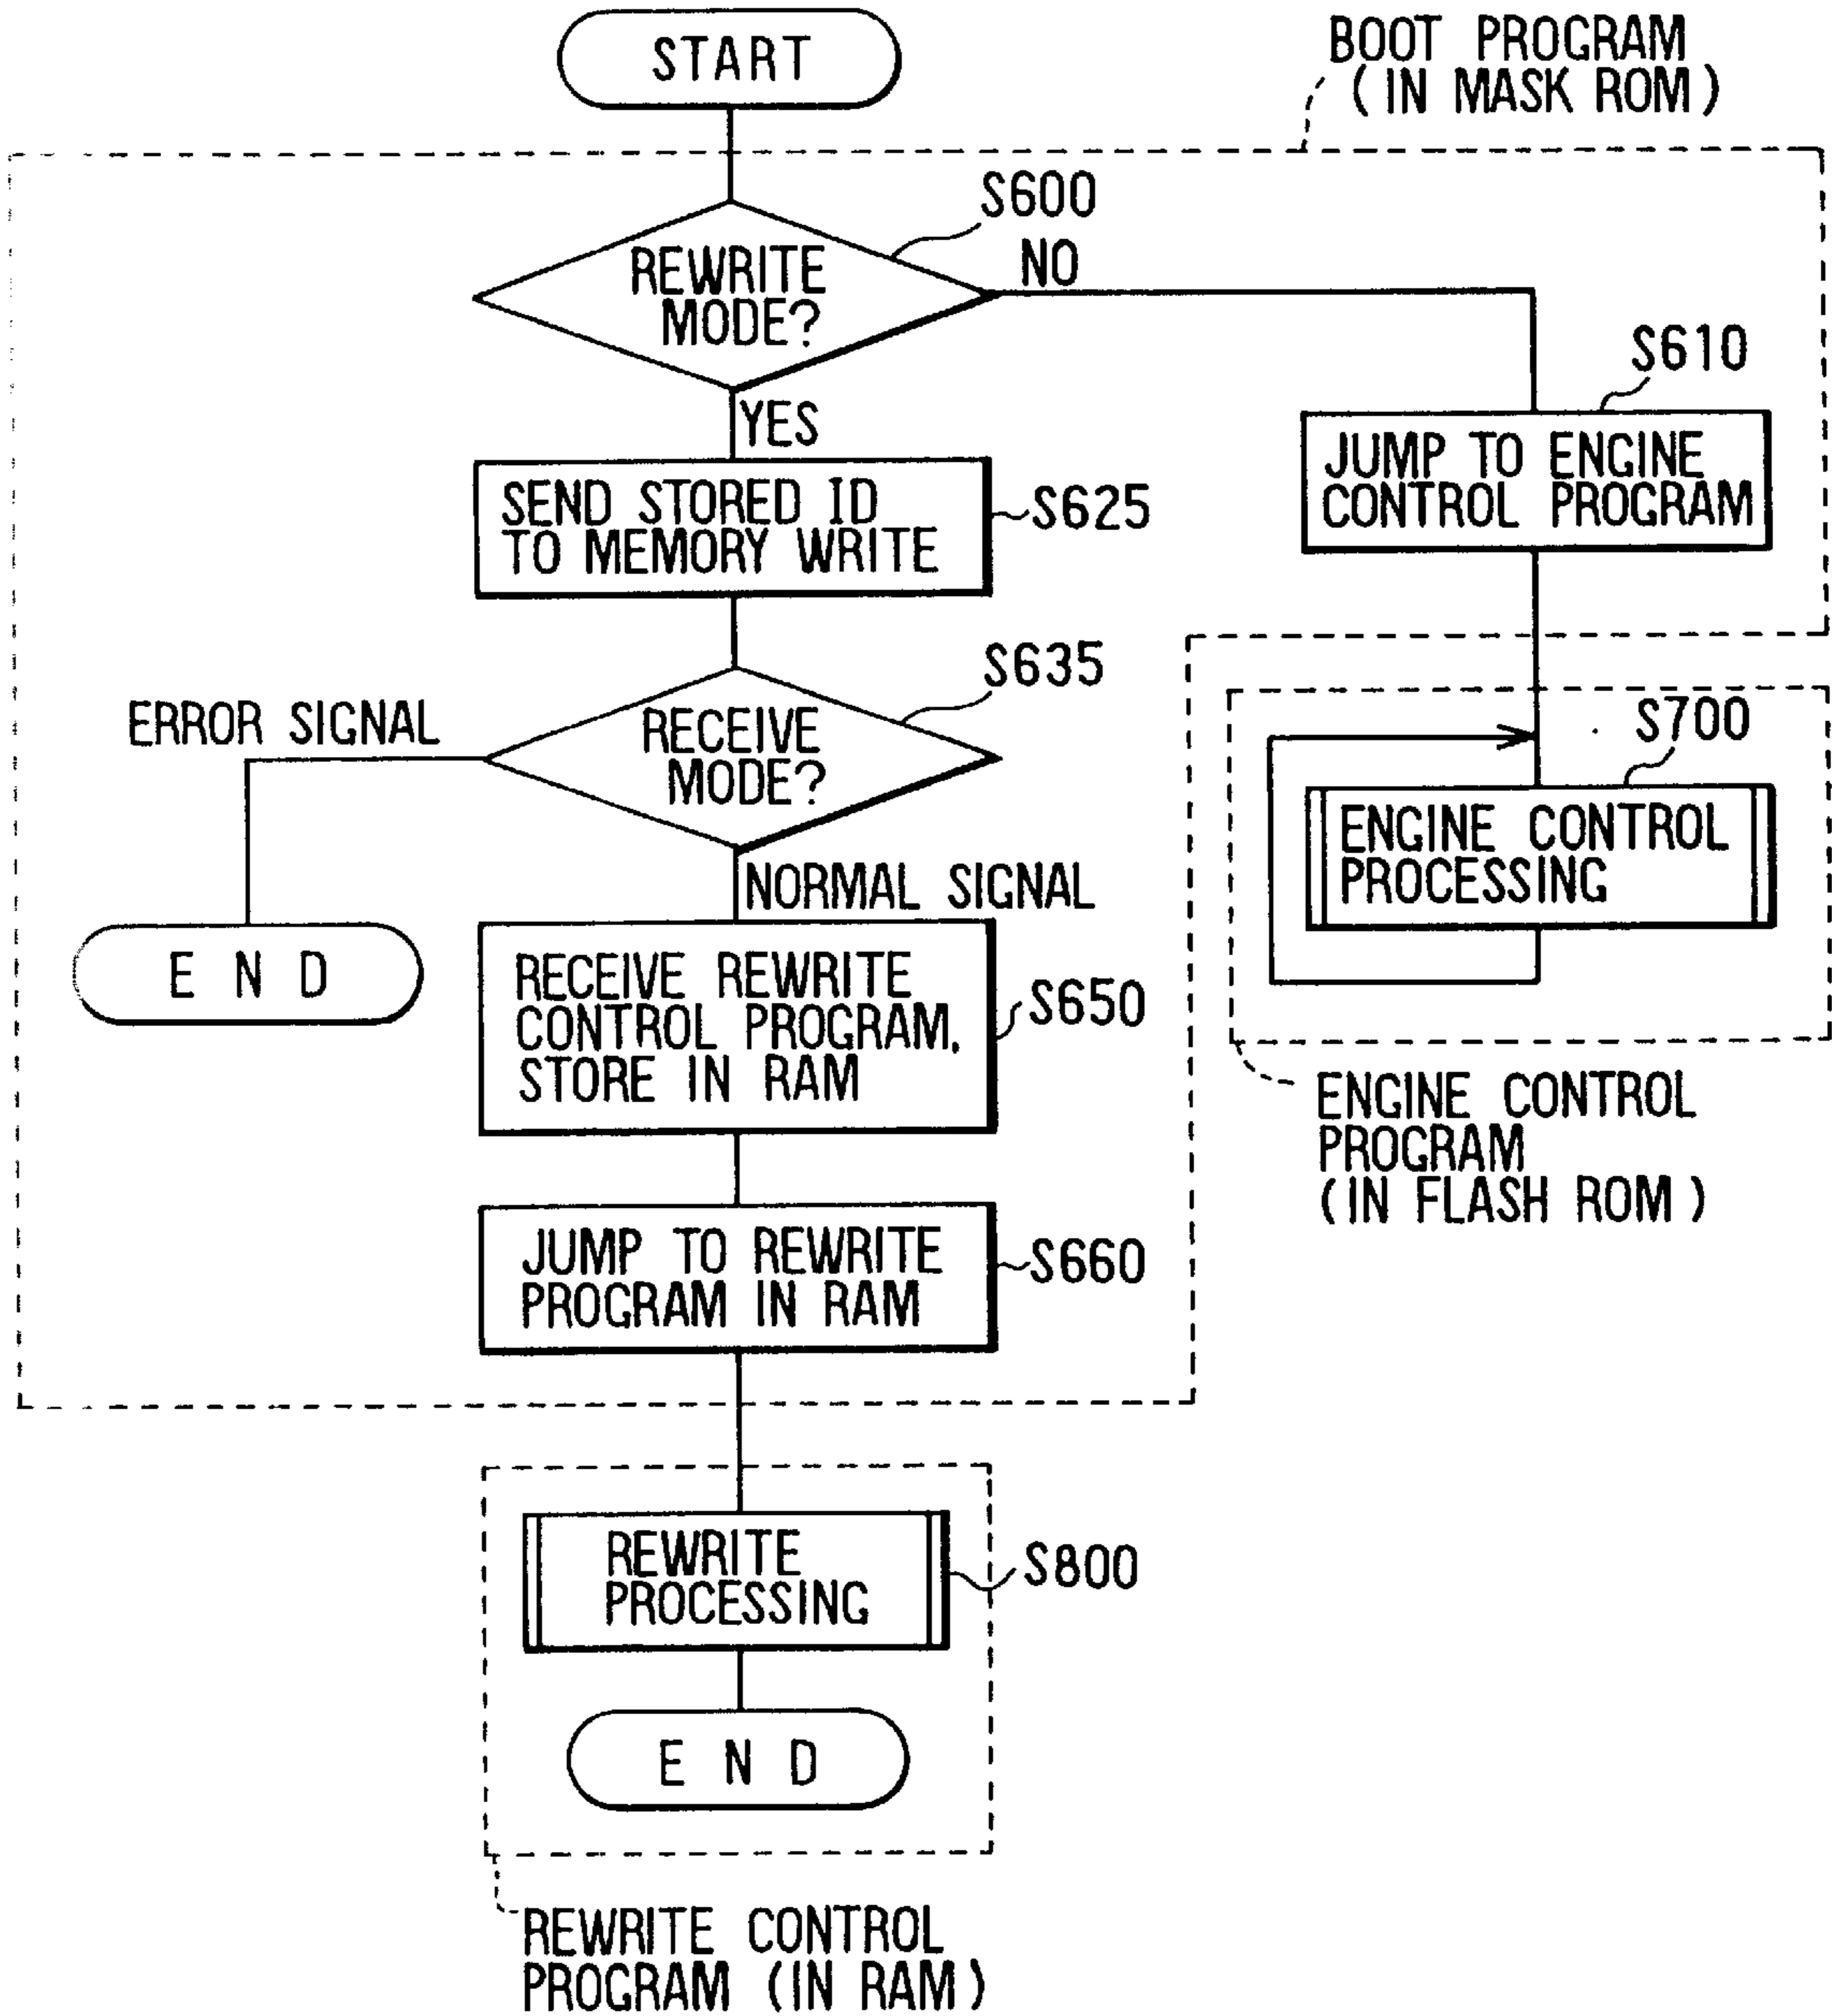 START
BOOT PROGRAM
(IN MASK ROM)
S600
REWRITE
MODE?
NO
YES
S610
JUMP TO ENGINE
CONTROL PROGRAM
SEND STORED ID
TO MEMORY WRITE
S625
S635
RECEIVE
MODE?
ERROR SIGNAL
NORMAL SIGNAL
END
S700
ENGINE CONTROL
PROCESSING
ENGINE CONTROL
PROGRAM
(IN FLASH ROM)
RECEIVE REWRITE
CONTROL PROGRAM,
STORE IN RAM
S650
JUMP TO REWRITE
PROGRAM IN RAM
S660
REWRITE
PROCESSING
S800
END
REWRITE CONTROL
PROGRAM (IN RAM)